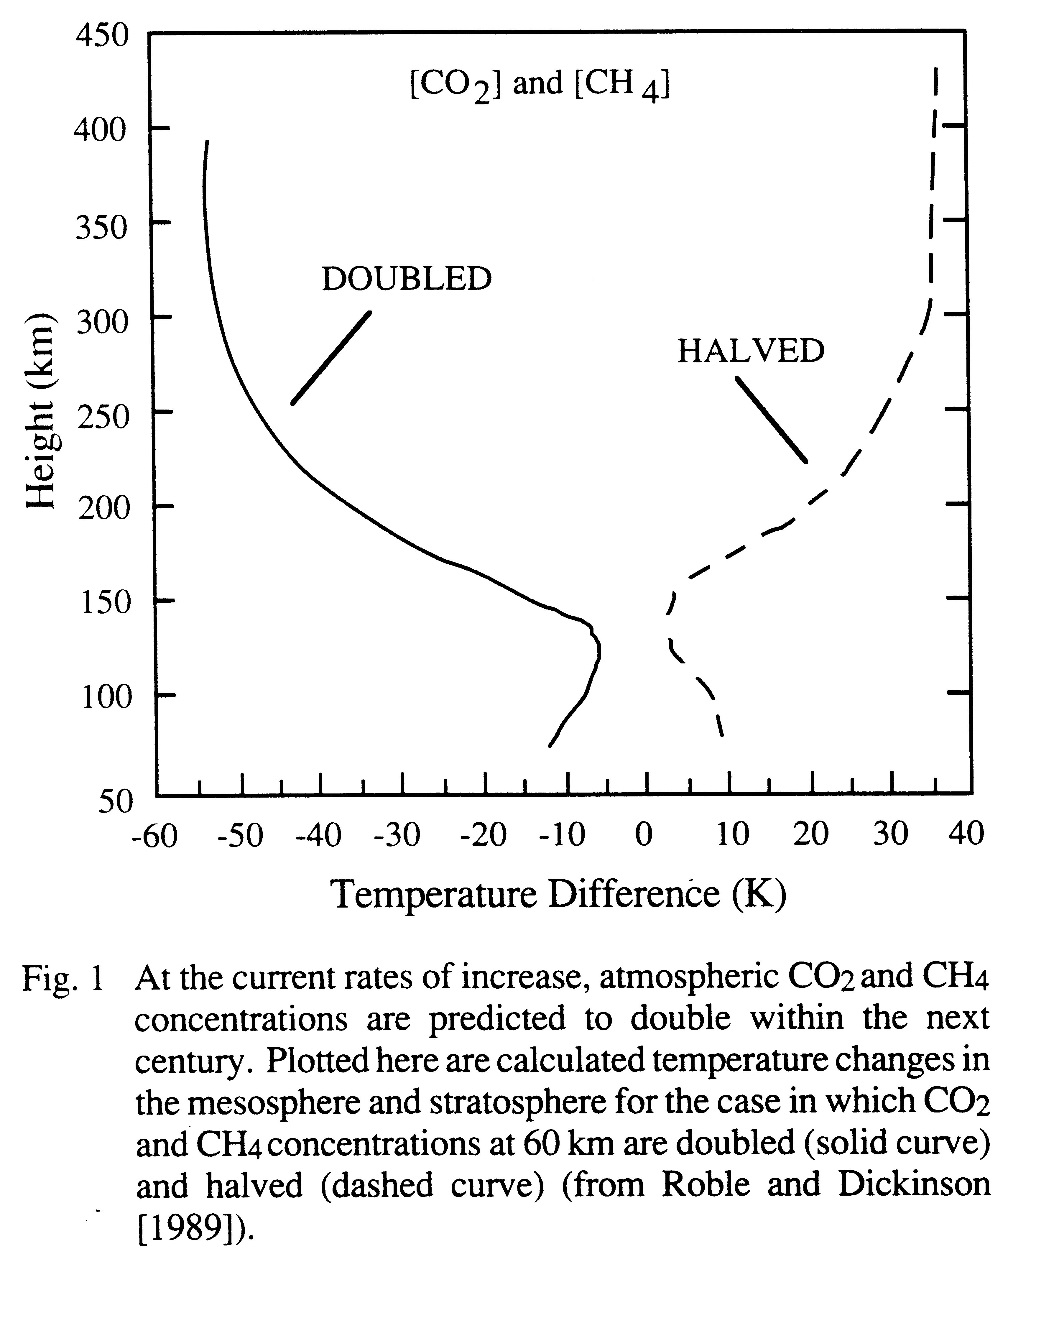 450
[CO2] and [CH4]
400
350
DOUBLED
300
HALVED
250
200
150
100
50
Height (km)
-60 -50 -40 -30 -20 -10 0 10 20 30 40
Temperature Difference (K)
Fig. 1 At the current rates of increase, atmospheric CO2 and CH4
concentrations are predicted to double within the next
century. Plotted here are calculated temperature changes in
the mesosphere and stratosphere for the case in which CO2
and CH4 concentrations at 60 km are doubled (solid curve)
and halved (dashed curve) (from Roble and Dickinson
[1989]).